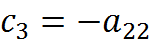 c₃ = −a₂₂